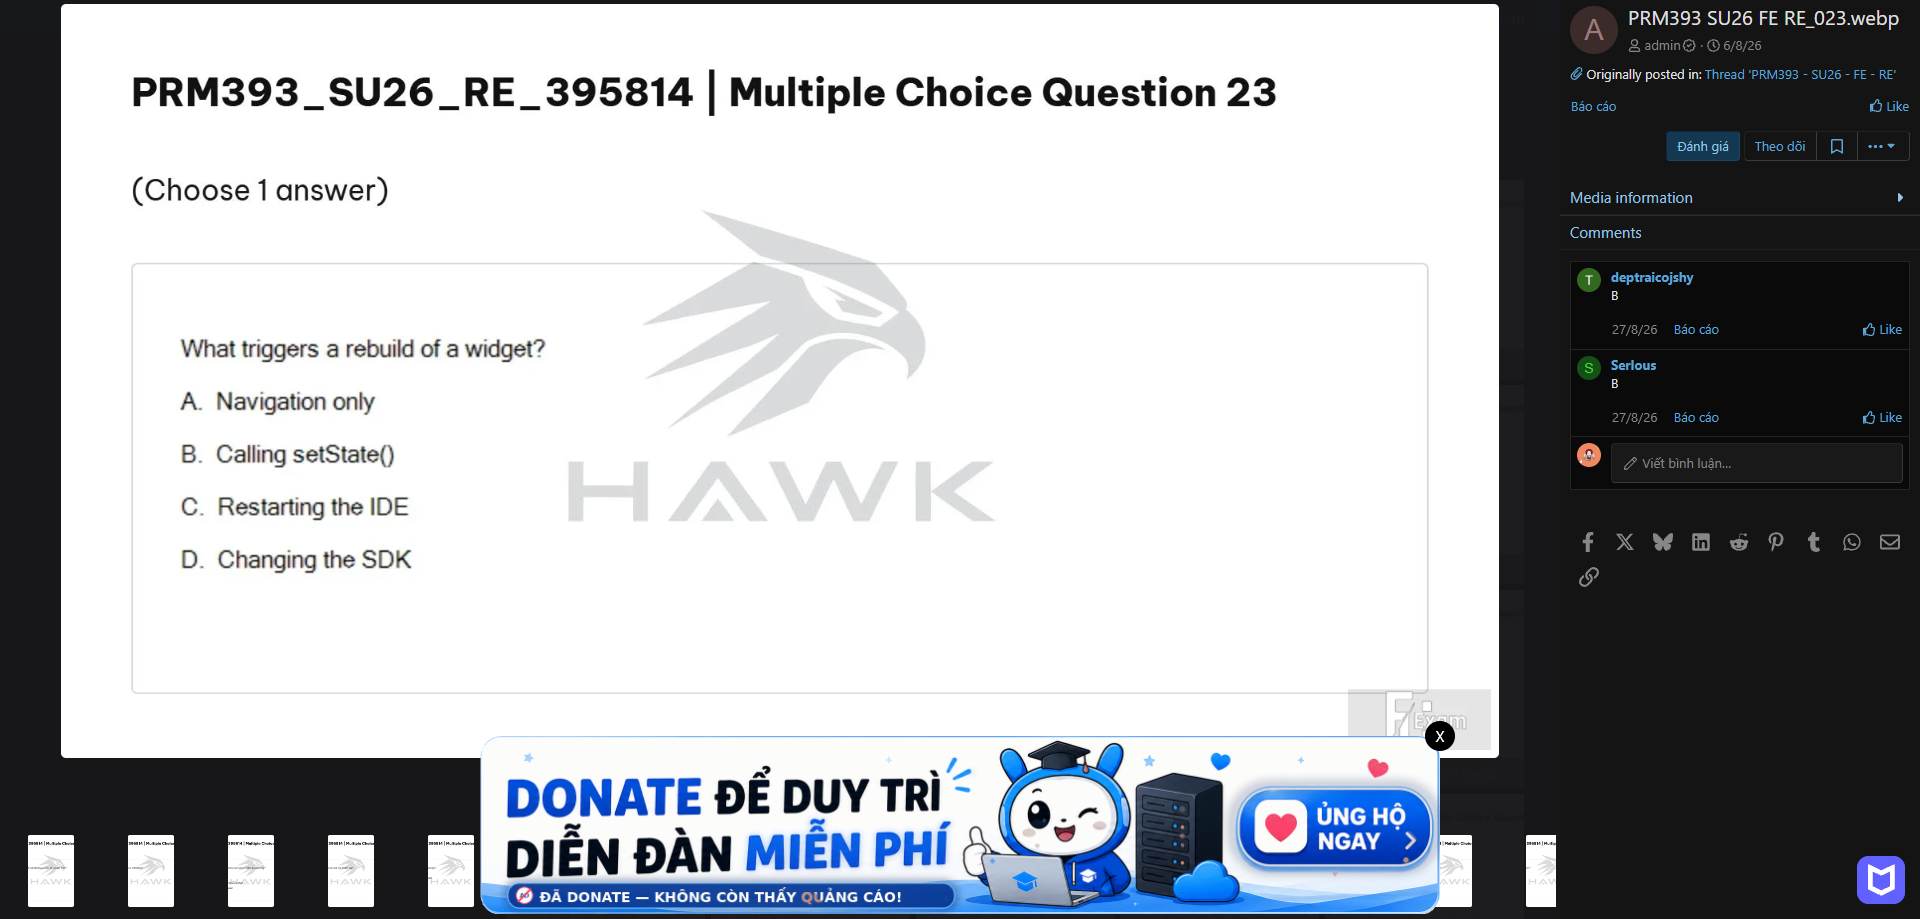 PRM393_SU26_RE_395814 | Multiple Choice Question 23
(Choose 1 answer)
What triggers a rebuild of a widget?
A. Navigation only
B. Calling setState()
C. Restarting the IDE
D. Changing the SDK
HAWK
Exam
X
DONATE ĐỂ DUY TRÌ
DIỄN ĐÀN MIỄN PHÍ
ĐÃ DONATE — KHÔNG CÒN THẤY QUẢNG CÁO!
ỦNG HỘ
NGAY
A
PRM393 SU26 FE RE_023.webp
admin · 6/8/26
Originally posted in: Thread 'PRM393 - SU26 - FE - RE'
Báo cáo
Like
Đánh giá
Theo dõi
Media information
Comments
T
deptraicojshy
B
27/8/26 Báo cáo Like
S
Serlous
B
27/8/26 Báo cáo Like
Viết bình luận...